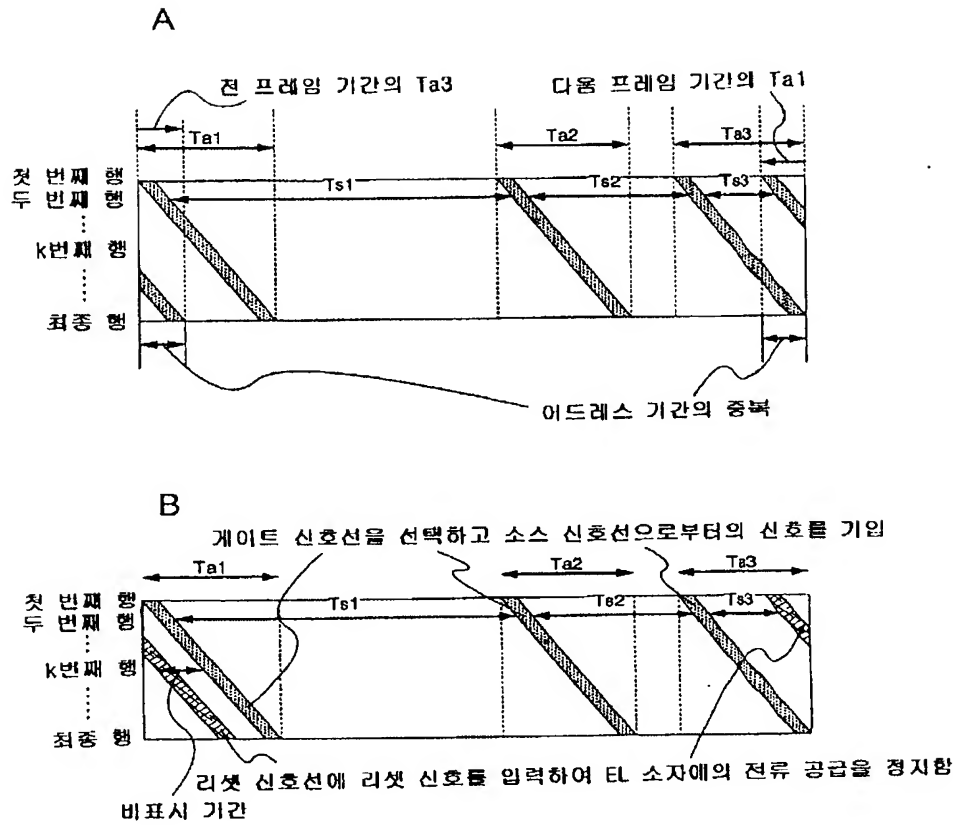 A
전 프레임 기간의 Ta3
다음 프레임 기간의 Ta1
Ta1
Ta2
Ta3
첫 번째 행
두 번째 행
k번째 행
최종 행
Ts1
Ts2
Ts3
어드레스 기간의 중복
B
게이트 신호선을 선택하고 소스 신호선으로부터의 신호를 기입
Ta1
Ta2
Ta3
첫 번째 행
두 번째 행
k번째 행
최종 행
Ts1
Ts2
Ts3
리셋 신호선에 리셋 신호를 입력하여 EL 소자에의 전류 공급을 정지함
비표시 기간